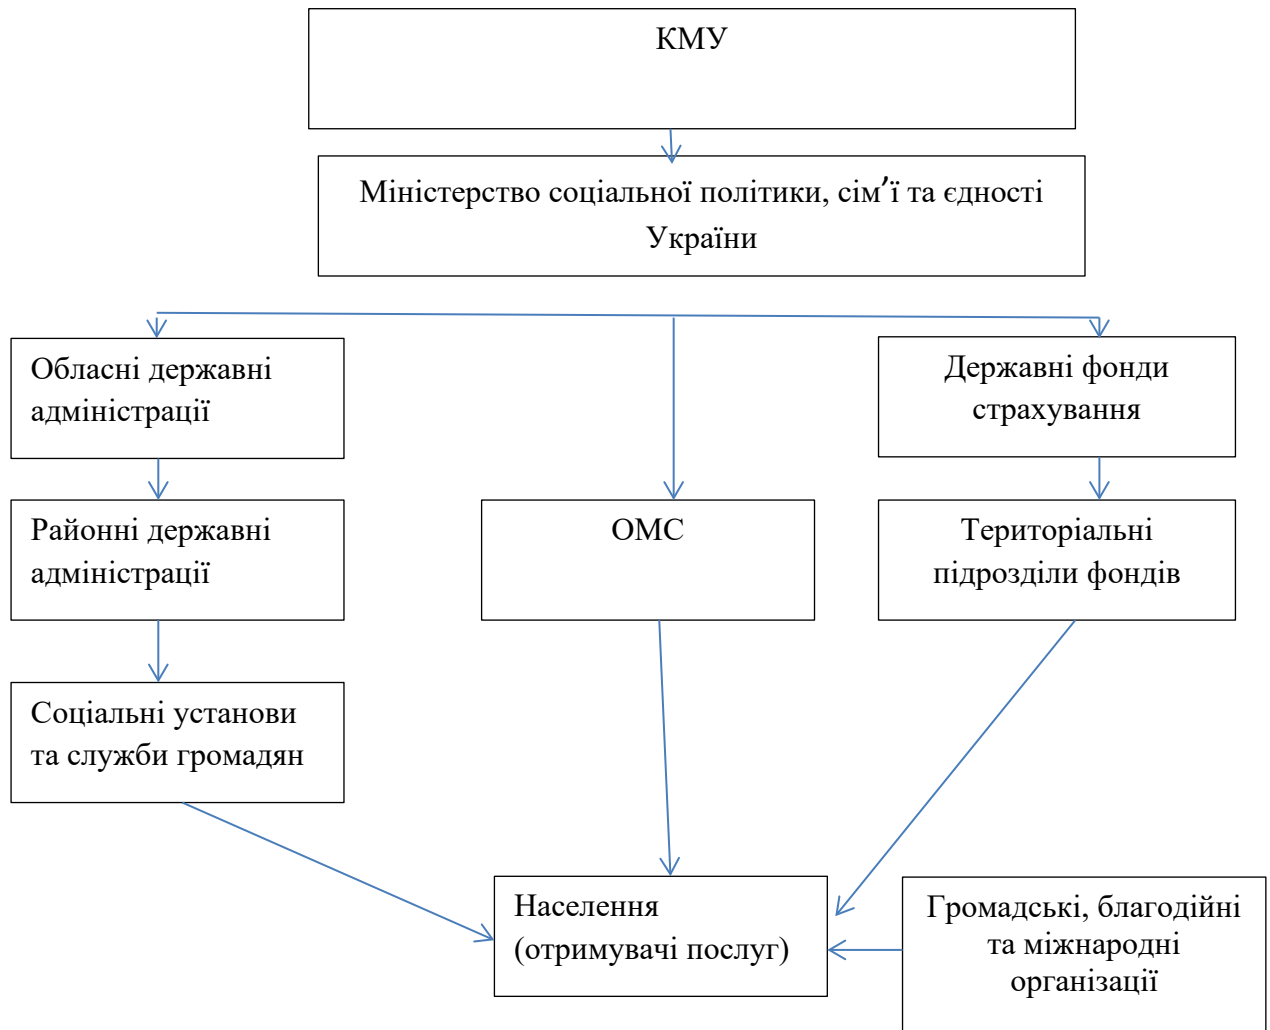 КМУ
Міністерство соціальної політики, сім’ї та єдності
України
Обласні державні
адміністрації
Державні фонди
страхування
Районні державні
адміністрації
ОМС
Територіальні
підрозділи фондів
Соціальні установи
та служби громадян
Населення
(отримувачі послуг)
Громадські, благодійні
та міжнародні
організації